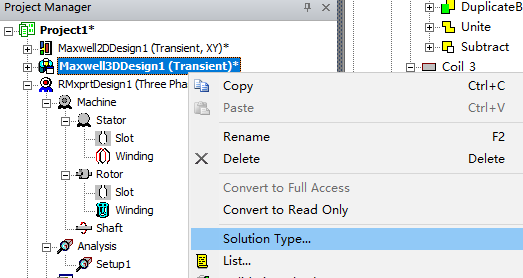 Project Manager
Project1*
Maxwell2DDesign1 (Transient, XY)*
Maxwell3DDesign1 (Transient)*
RMxprtDesign1 (Three Pha
Machine
Stator
Slot
Winding
Rotor
Slot
Winding
Shaft
Analysis
Setup1
DuplicateB
Unite
Subtract
Coil_3
Copy Ctrl+C
Paste Ctrl+V
Rename F2
Delete Delete
Convert to Full Access
Convert to Read Only
Solution Type...
List...